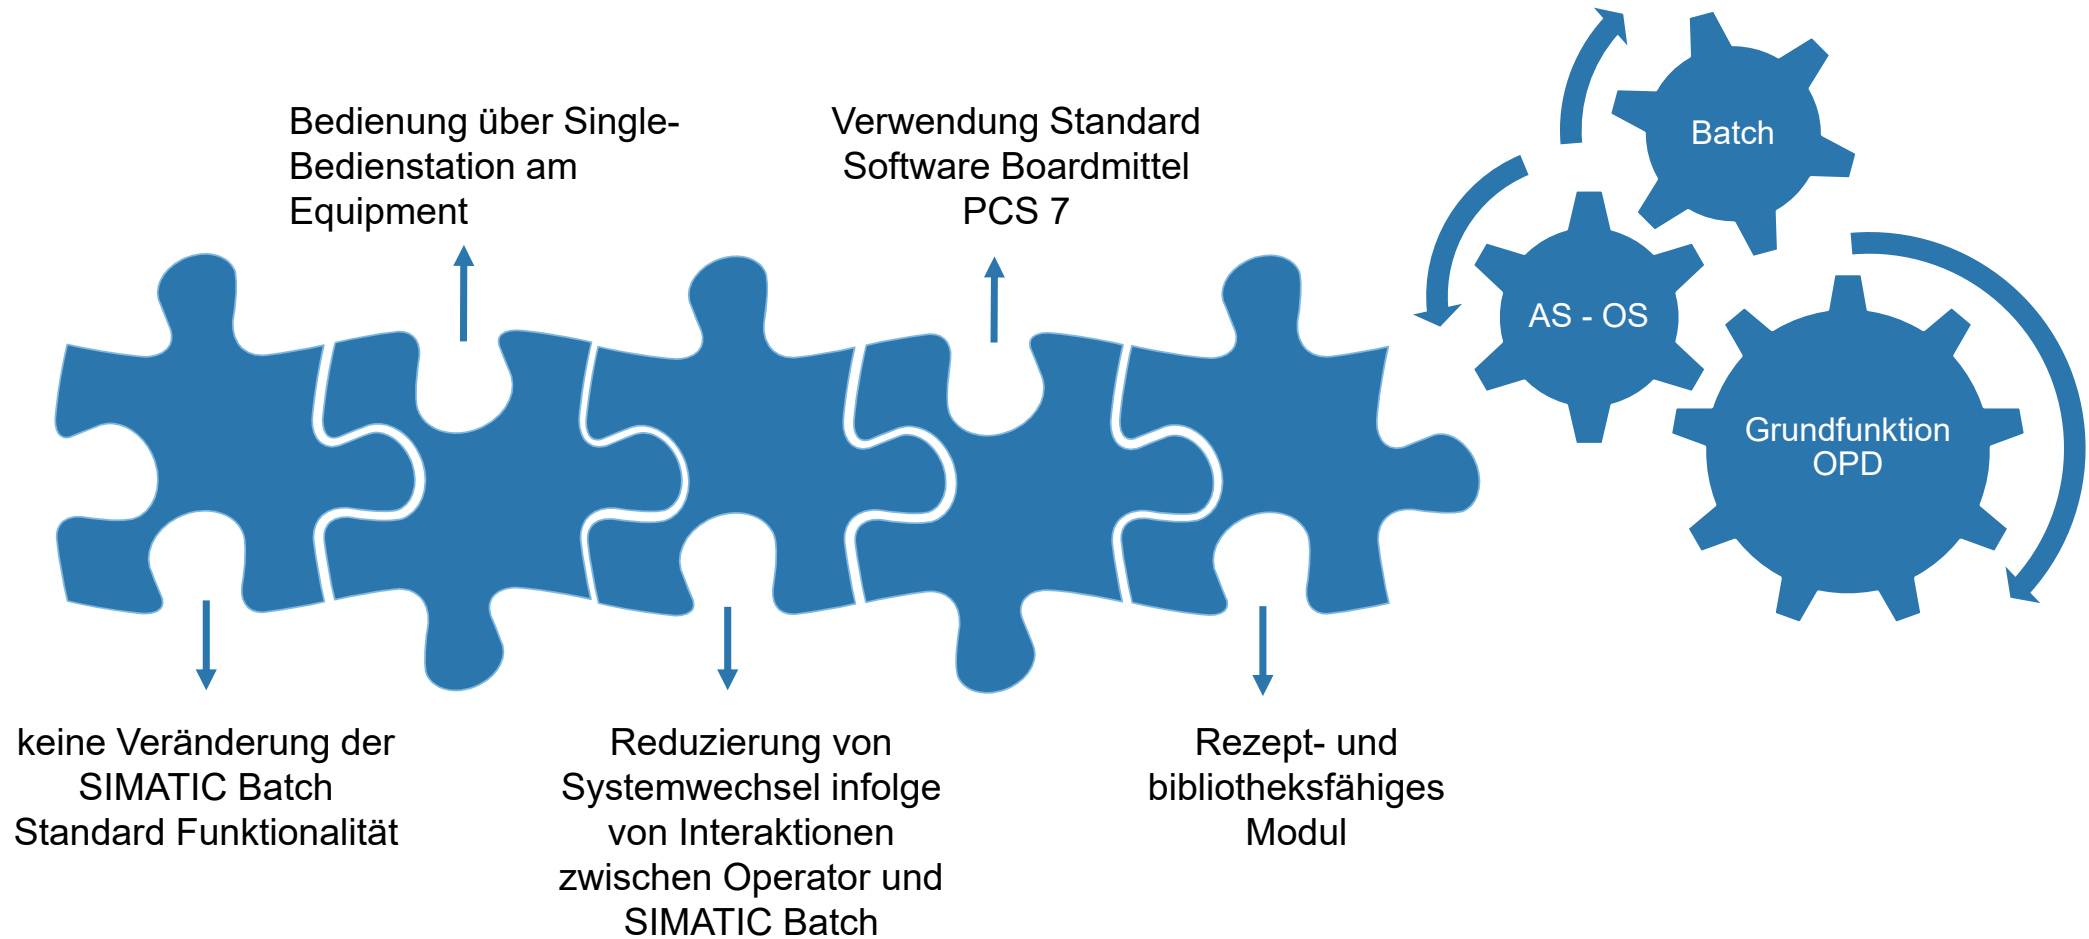 Bedienung über Single-
Bedienstation am
Equipment
Verwendung Standard
Software Boardmittel
PCS 7
Batch
AS - OS
Grundfunktion
OPD
keine Veränderung der
SIMATIC Batch
Standard Funktionalität
Reduzierung von
Systemwechsel infolge
von Interaktionen
zwischen Operator und
SIMATIC Batch
Rezept- und
bibliotheksfähiges
Modul